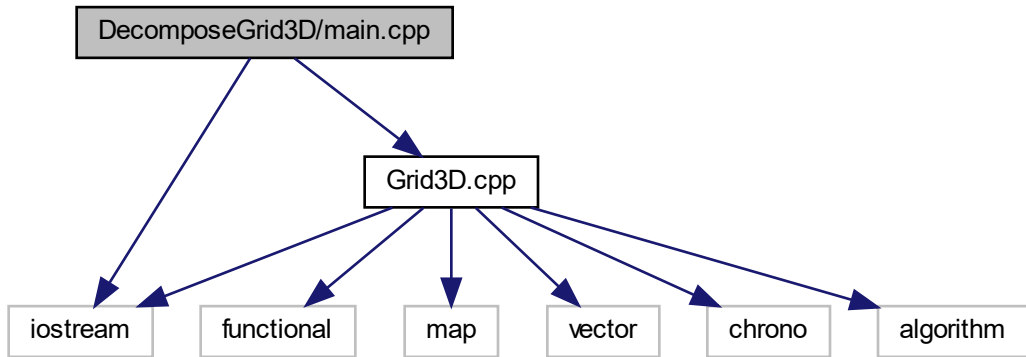 DecomposeGrid3D/main.cpp
Grid3D.cpp
iostream
functional
map
vector
chrono
algorithm